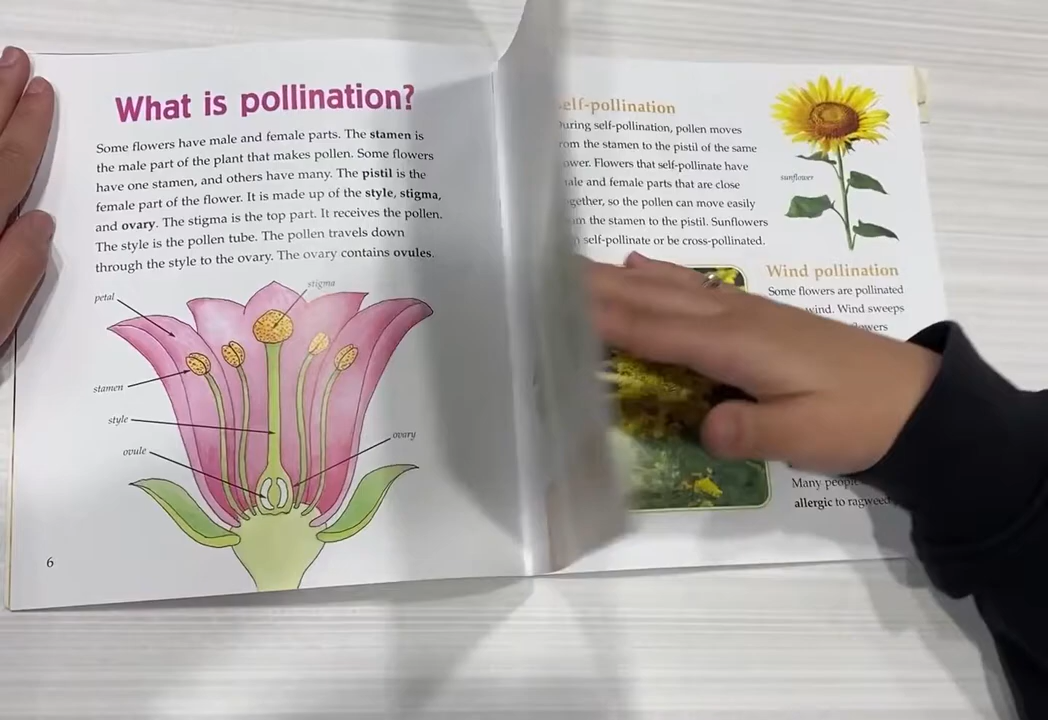 What is pollination?
Some flowers have male and female parts. The stamen is
the male part of the plant that makes pollen. Some flowers
have one stamen, and others have many. The pistil is the
female part of the flower. It is made up of the style, stigma,
and ovary. The stigma is the top part. It receives the pollen.
The style is the pollen tube. The pollen travels down
through the style to the ovary. The ovary contains ovules.
petal
stigma
stamen
style
ovule
ovary
6
elf-pollination
uring self-pollination, pollen moves
rom the stamen to the pistil of the same
ower. Flowers that self-pollinate have
ale and female parts that are close
gether, so the pollen can move easily
m the stamen to the pistil. Sunflowers
self-pollinate or be cross-pollinated.
sunflower
Wind pollination
Some flowers are pollinated
wind. Wind sweeps
flowers
Many people
allergic to ragweed